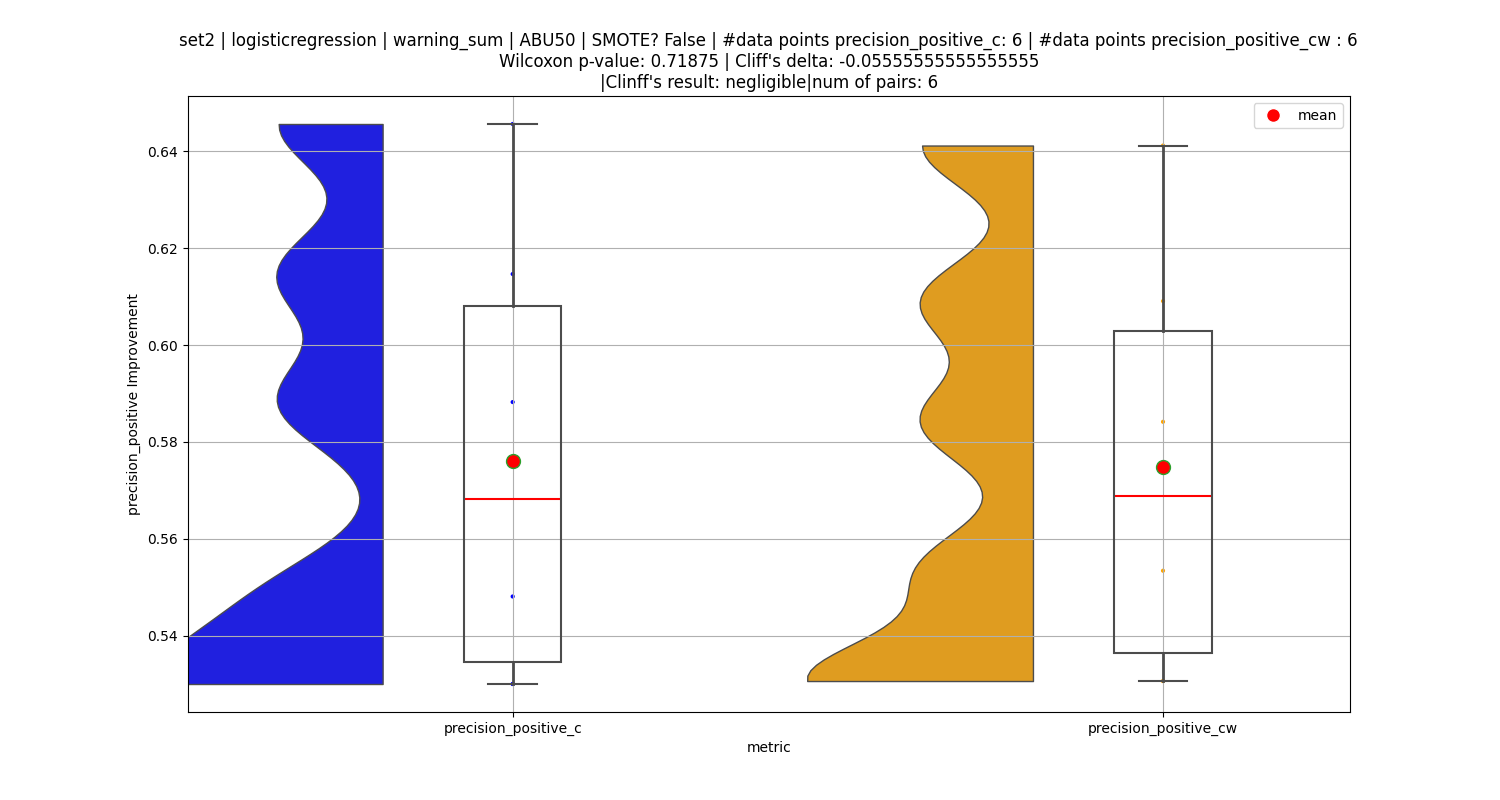 set2 | logisticregression | warning_sum | ABU50 | SMOTE? False | #data points precision_positive_c: 6 | #data points precision_positive_cw : 6
Wilcoxon p-value: 0.71875 | Cliff's delta: -0.05555555555555555
|Clinff's result: negligible|num of pairs: 6
mean
0.64
0.62
0.60
0.58
0.56
0.54
precision_positive Improvement
precision_positive_c
precision_positive_cw
metric